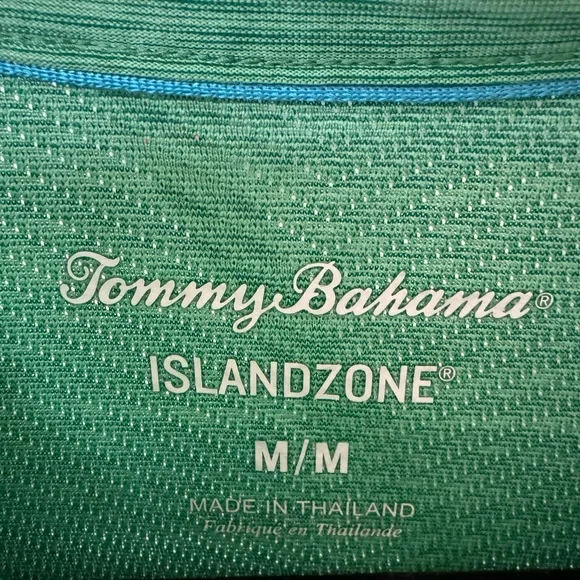 Tommy Bahama®
ISLANDZONE®
M/M
MADE IN THAILAND
Fabriqué en Thaïlande